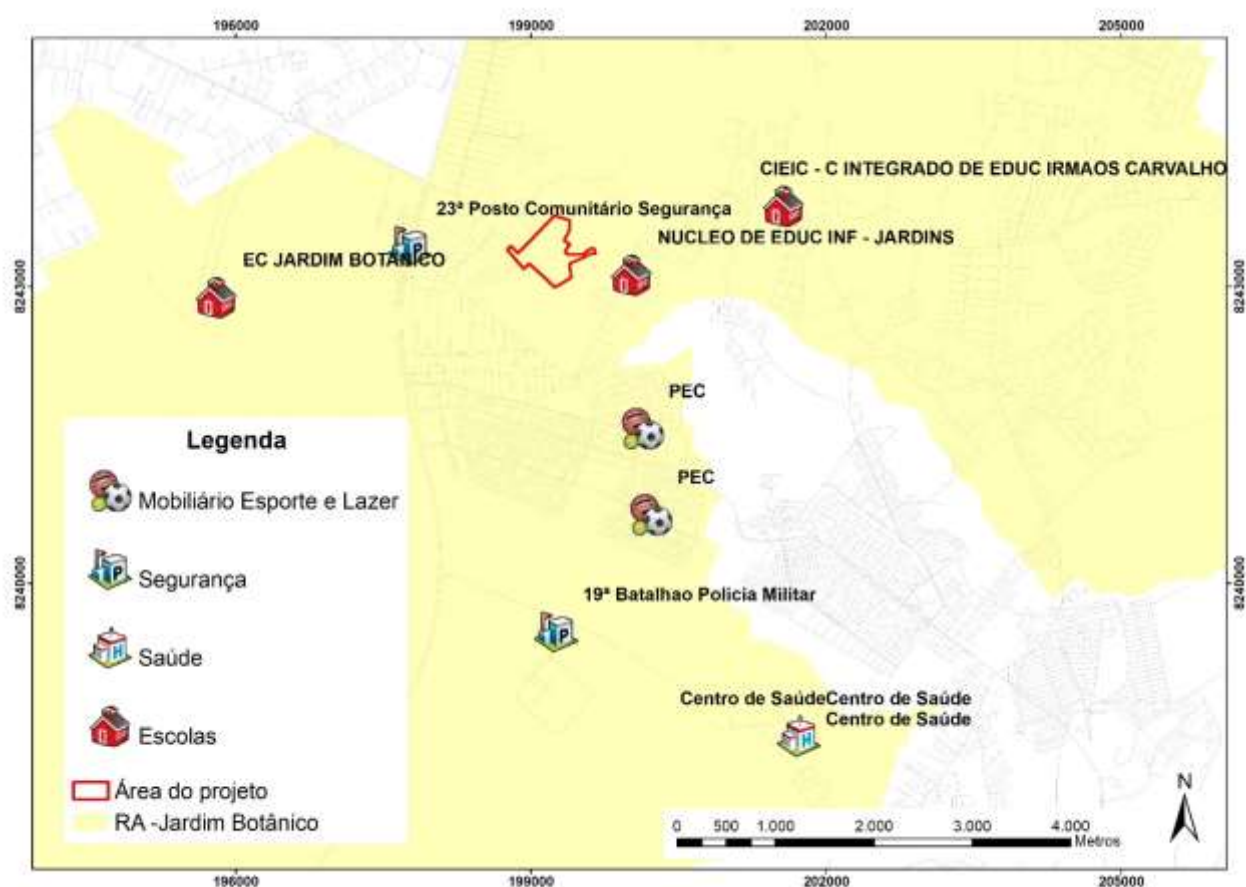 196000
199000
202000
205000
CIEIC - C INTEGRADO DE EDUC IRMAOS CARVALHO
23ª Posto Comunitário Segurança
P
NUCLEO DE EDUC INF - JARDINS
EC JARDIM BOTÂNICO
8243000
8243000
PEC
PEC
Legenda
Mobiliário Esporte e Lazer
P
Segurança
H
Saúde
Escolas
Área do projeto
RA -Jardim Botânico
8240000
8240000
19ª Batalhao Policia Militar
P
Centro de SaúdeCentro de Saúde
Centro de Saúde
H
N
0 500 1.000 2.000 3.000 4.000
Metros
196000
199000
202000
205000